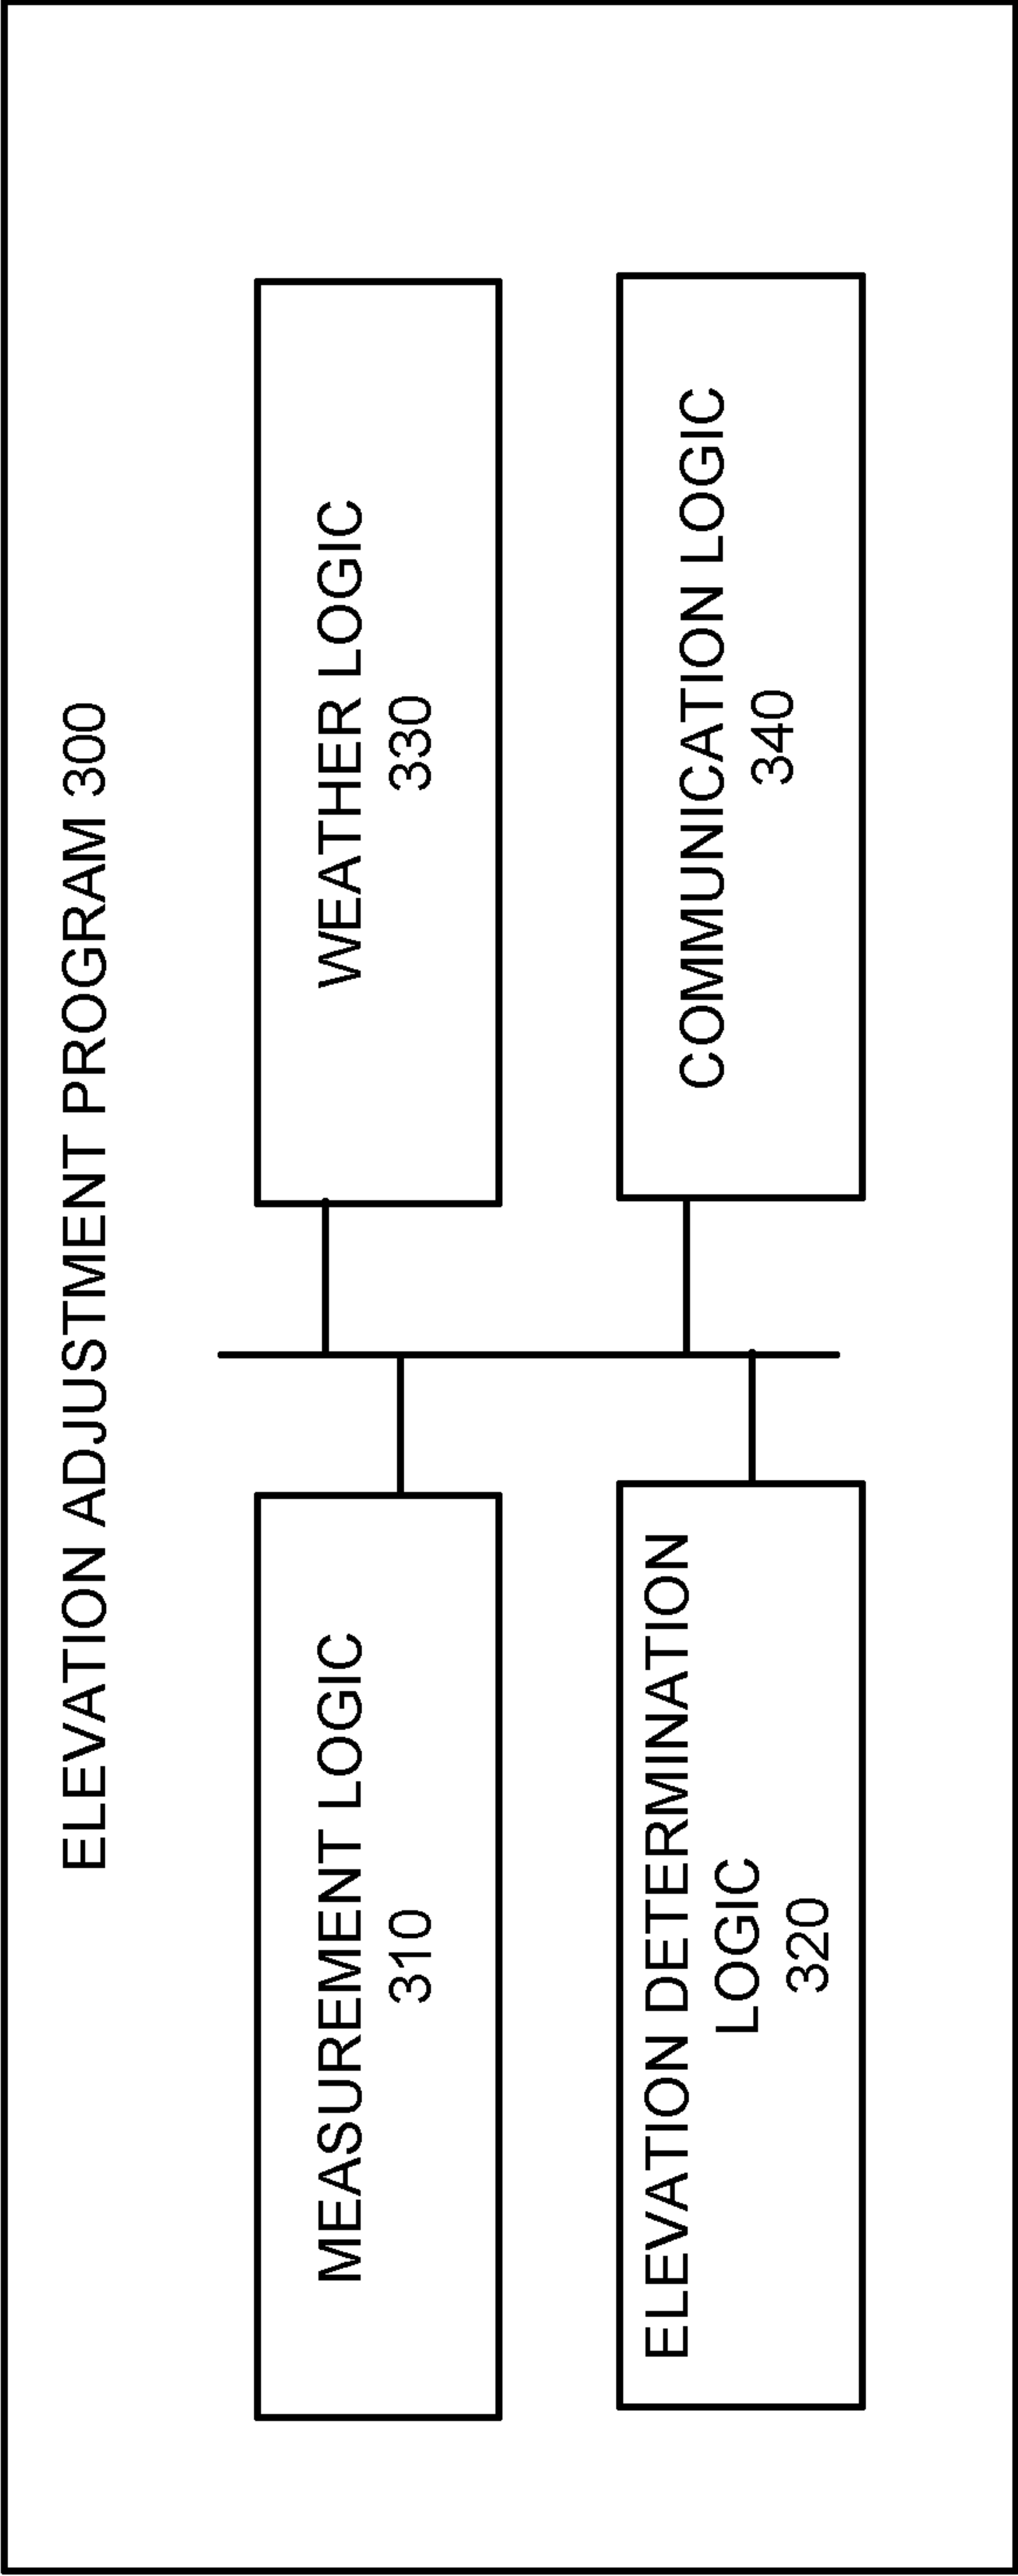 ELEVATION ADJUSTMENT PROGRAM 300
MEASUREMENT LOGIC
310
WEATHER LOGIC
330
ELEVATION DETERMINATION
LOGIC
320
COMMUNICATION LOGIC
340